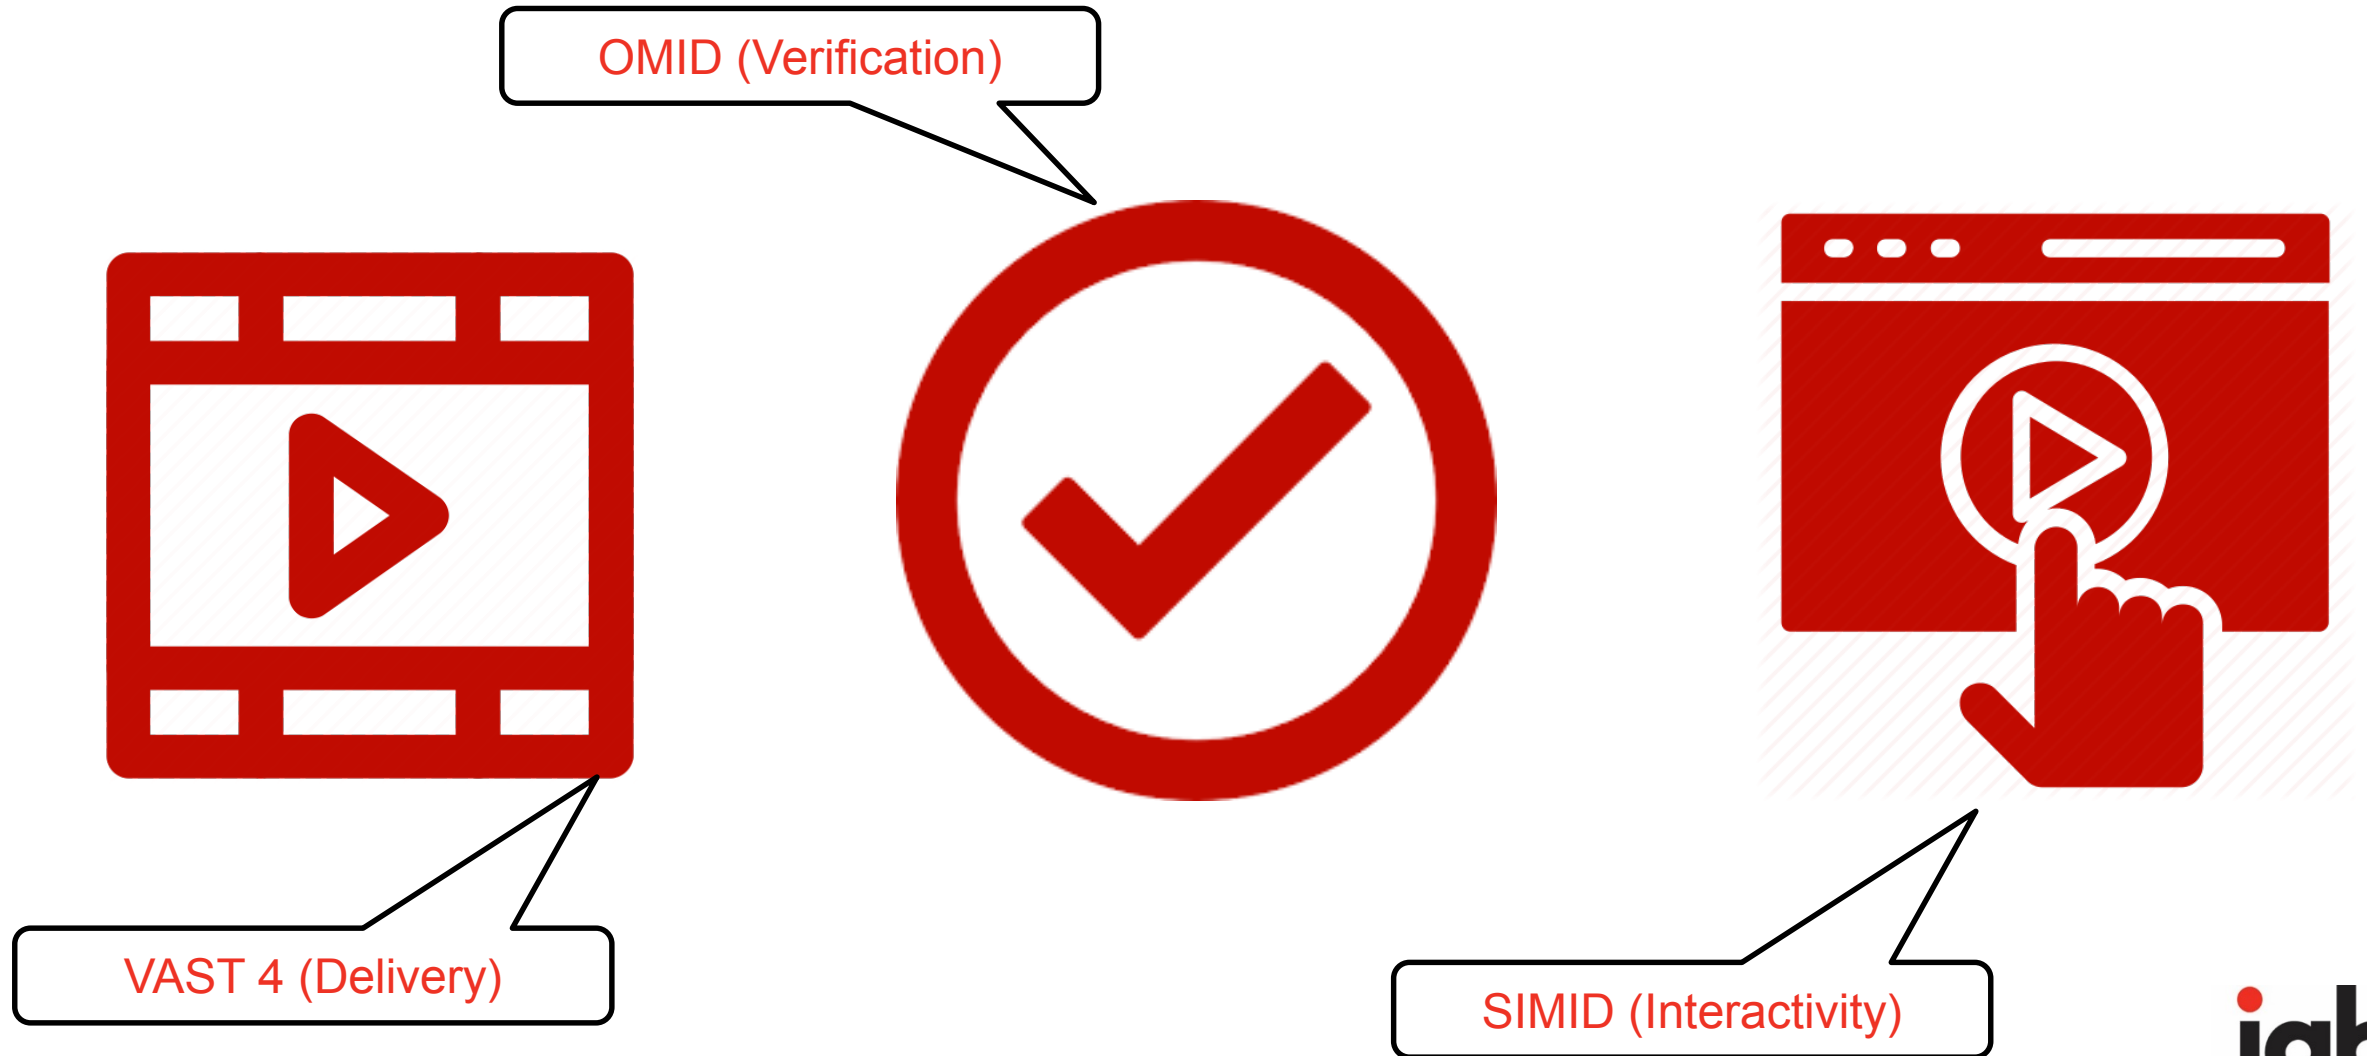 OMID (Verification)
VAST 4 (Delivery)
SIMID (Interactivity)